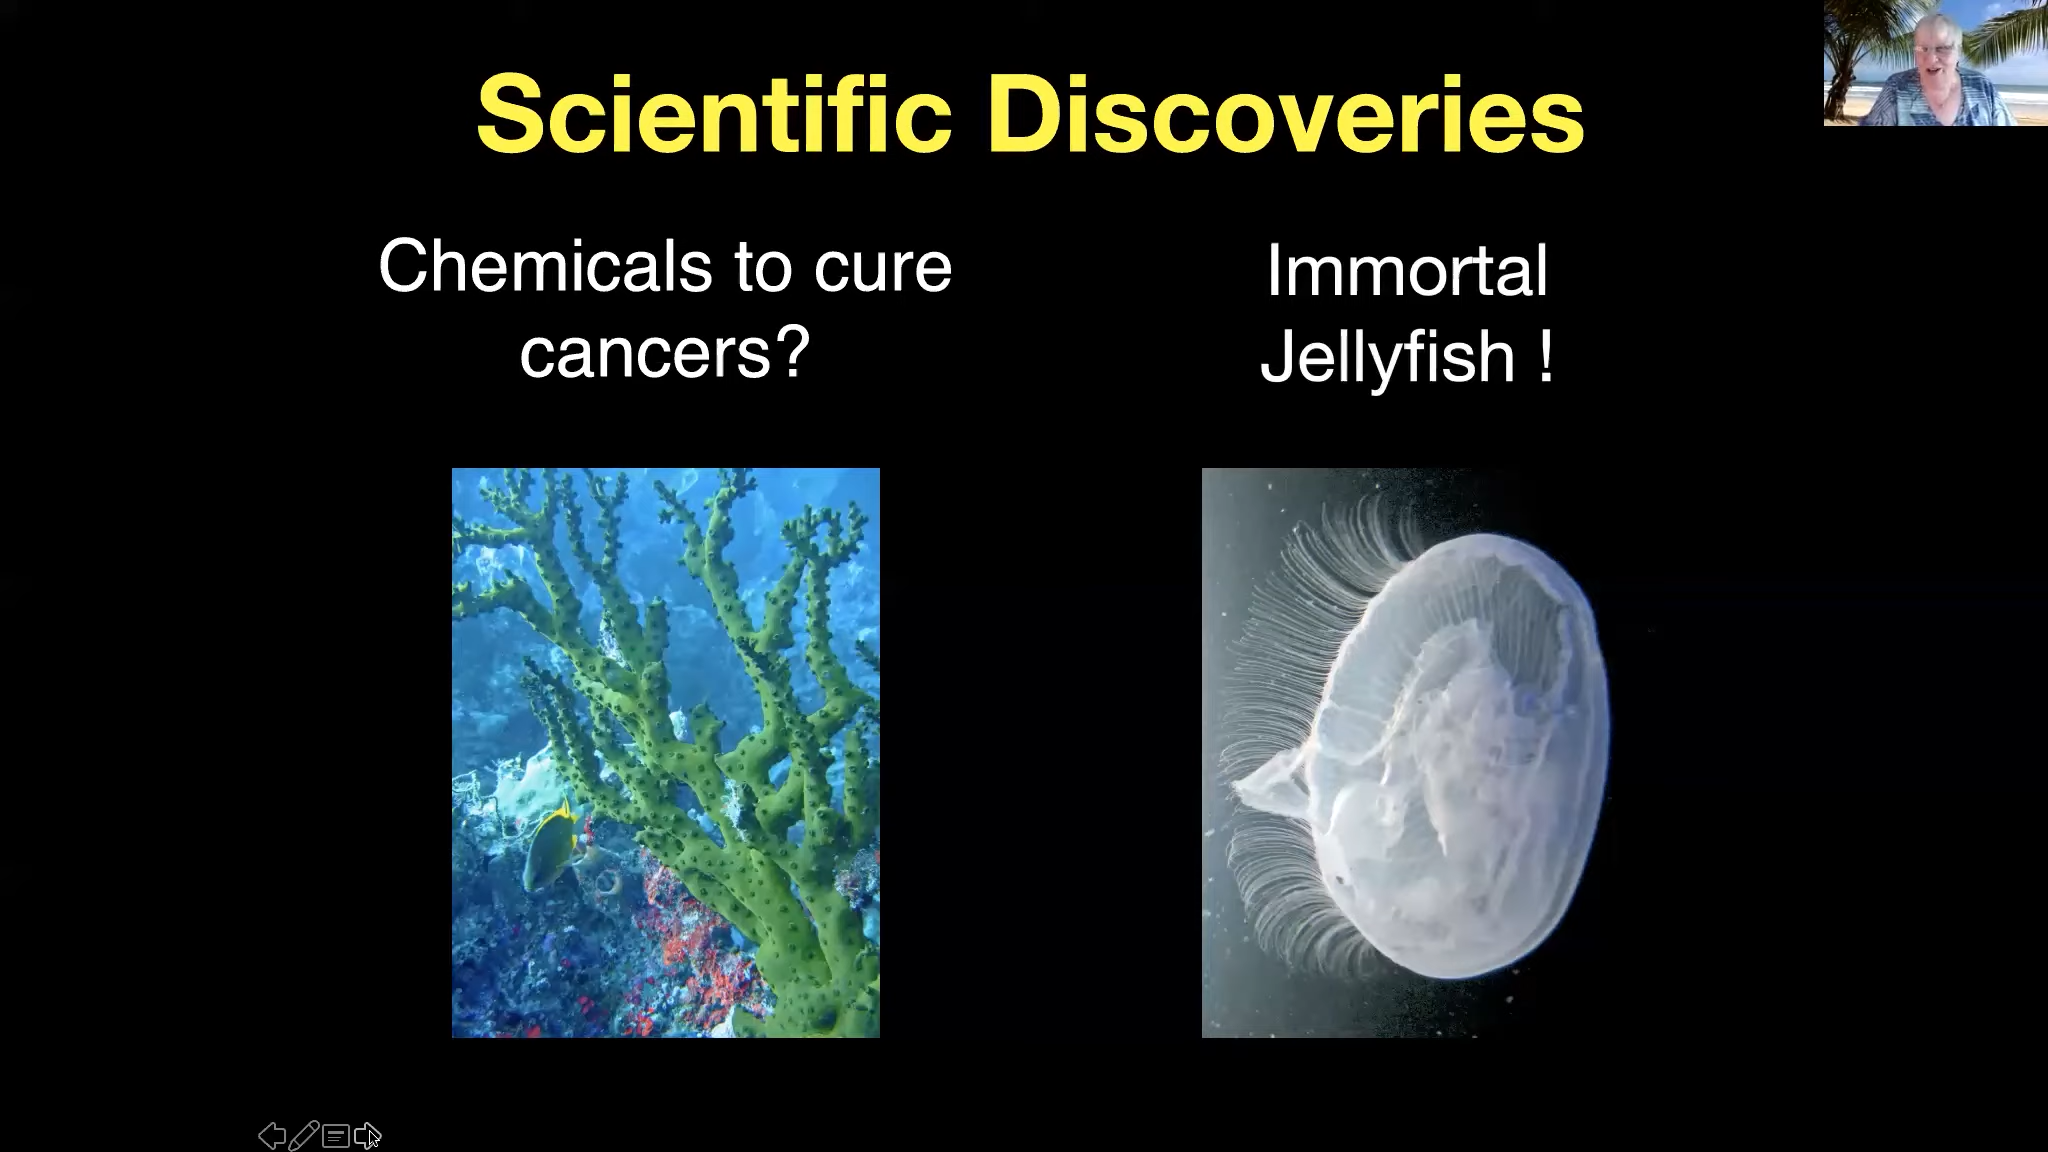 Scientific Discoveries
Chemicals to cure
cancers?
Immortal
Jellyfish !